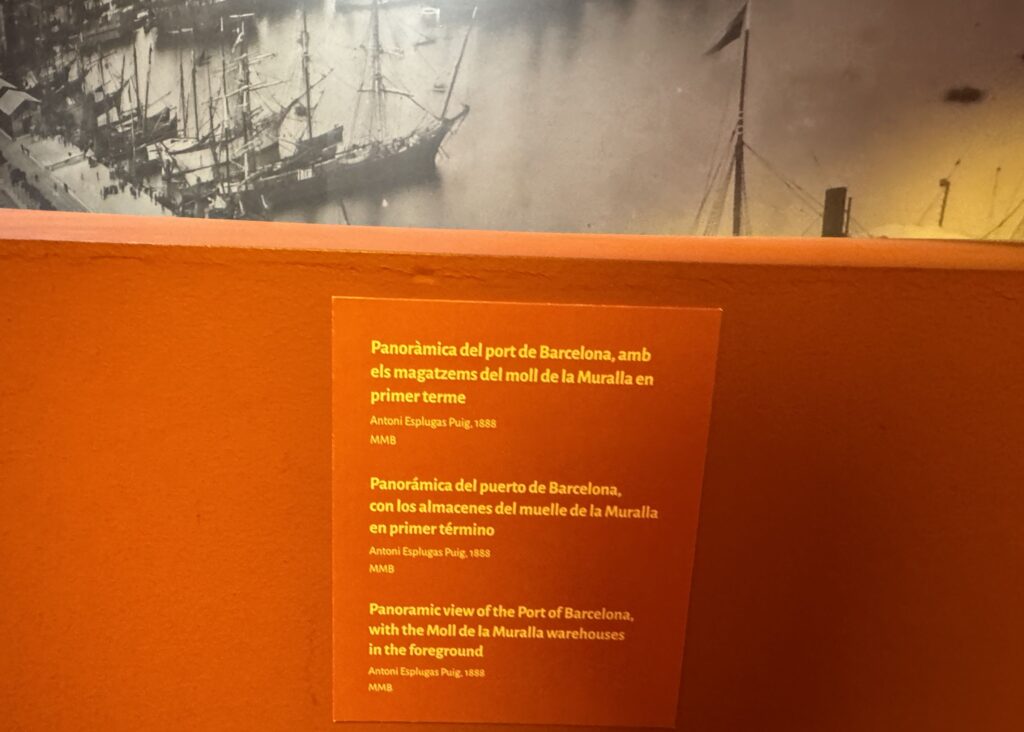 Panoràmica del port de Barcelona, amb
els magatzems del moll de la Muralla en
primer terme
Antoni Esplugas Puig, 1888
MMB
Panorámica del puerto de Barcelona,
con los almacenes del muelle de la Muralla
en primer término
Antoni Esplugas Puig, 1888
MMB
Panoramic view of the Port of Barcelona,
with the Moll de la Muralla warehouses
in the foreground
Antoni Esplugas Puig, 1888
MMB